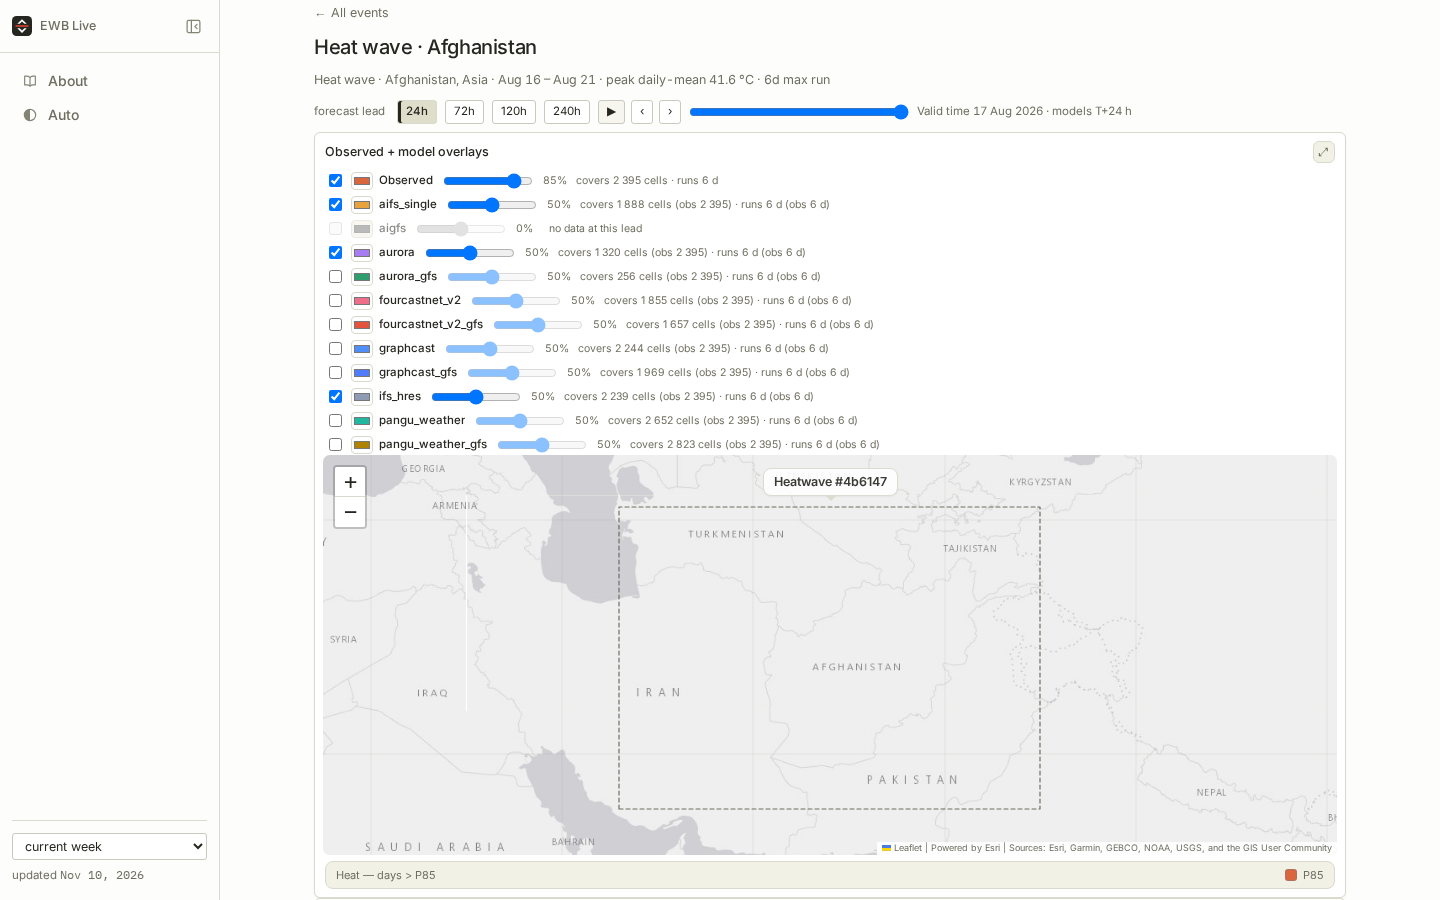 EWB Live
About
Auto
current week
updated Nov 10, 2026
← All events
Heat wave · Afghanistan
Heat wave · Afghanistan, Asia · Aug 16 – Aug 21 · peak daily-mean 41.6 °C · 6d max run
forecast lead 24h 72h 120h 240h ▶ ‹ › Valid time 17 Aug 2026 · models T+24 h
Observed + model overlays
Observed 85% covers 2 395 cells · runs 6 d
aifs_single 50% covers 1 888 cells (obs 2 395) · runs 6 d (obs 6 d)
aigfs 0% no data at this lead
aurora 50% covers 1 320 cells (obs 2 395) · runs 6 d (obs 6 d)
aurora_gfs 50% covers 256 cells (obs 2 395) · runs 6 d (obs 6 d)
fourcastnet_v2 50% covers 1 855 cells (obs 2 395) · runs 6 d (obs 6 d)
fourcastnet_v2_gfs 50% covers 1 657 cells (obs 2 395) · runs 6 d (obs 6 d)
graphcast 50% covers 2 244 cells (obs 2 395) · runs 6 d (obs 6 d)
graphcast_gfs 50% covers 1 969 cells (obs 2 395) · runs 6 d (obs 6 d)
ifs_hres 50% covers 2 239 cells (obs 2 395) · runs 6 d (obs 6 d)
pangu_weather 50% covers 2 652 cells (obs 2 395) · runs 6 d (obs 6 d)
pangu_weather_gfs 50% covers 2 823 cells (obs 2 395) · runs 6 d (obs 6 d)
+
−
Heatwave #4b6147
GEORGIA
KYRGYZSTAN
ARMENIA
TURKMENISTAN
TAJIKISTAN
SYRIA
AFGHANISTAN
IRAQ
IRAN
PAKISTAN
NEPAL
BAHRAIN
SAUDI ARABIA
Leaflet | Powered by Esri | Sources: Esri, Garmin, GEBCO, NOAA, USGS, and the GIS User Community
Heat — days > P85
P85